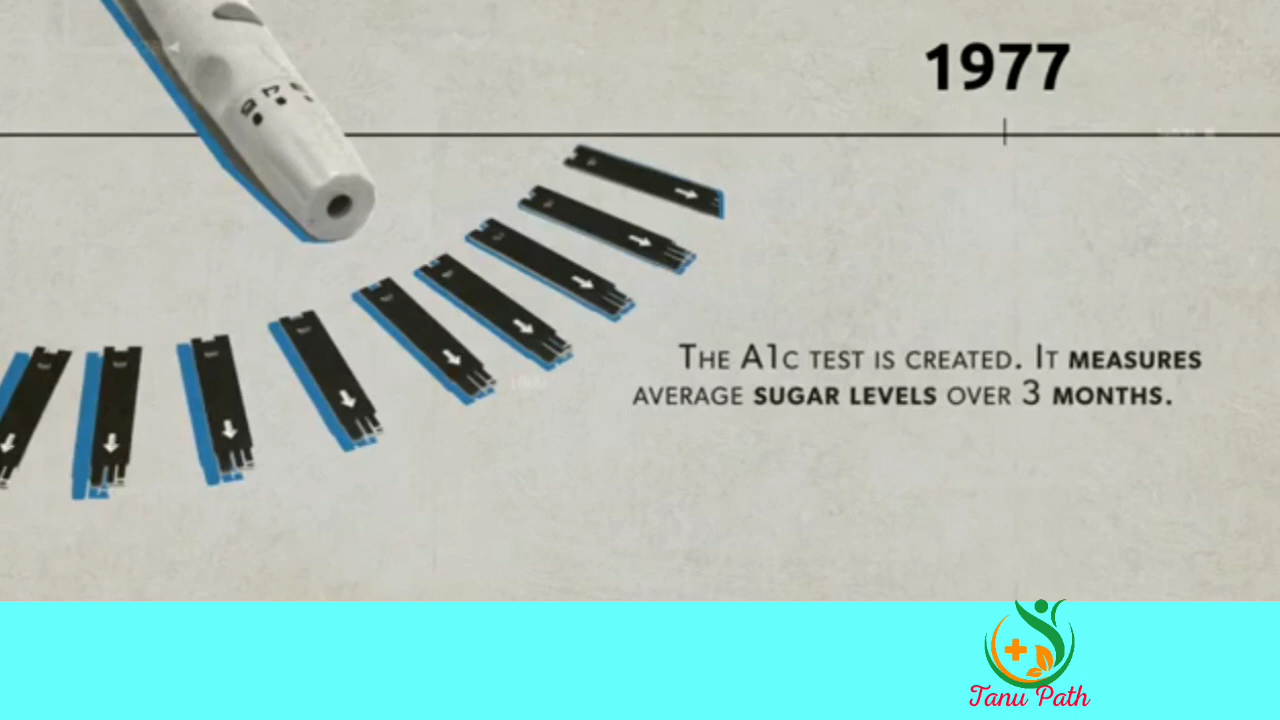 1977
THE A1C TEST IS CREATED. IT MEASURES
AVERAGE SUGAR LEVELS OVER 3 MONTHS.
Tanu Path